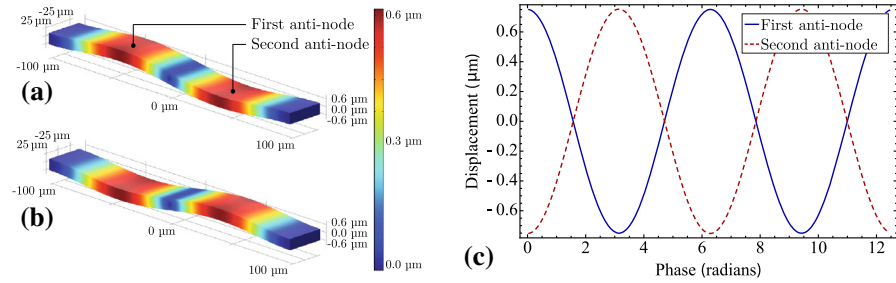 -25 µm
25 µm
First anti-node
Second anti-node
-100 µm
(a)
0 µm
0.6 µm
0.0 µm
-0.6 µm
100 µm
-25 µm
25 µm
-100 µm
(b)
0 µm
0.6 µm
0.0 µm
-0.6 µm
100 µm
0.6 µm
0.3 µm
0.0 µm
First anti-node
Second anti-node
Displacement (µm)
0.6
0.4
0.2
0.0
- 0.2
- 0.4
- 0.6
0
2
4
6
8
10
12
Phase (radians)
(c)